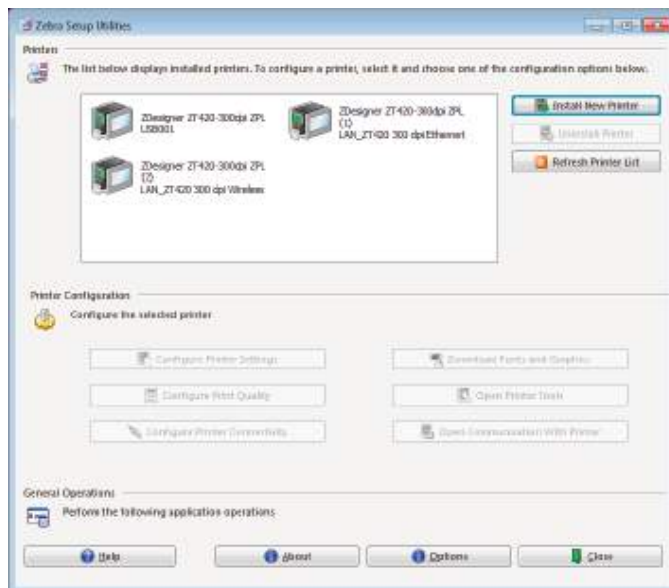 Zebra Setup Utilities
Printers
The list below displays installed printers. To configure a printer, select it and choose one of the configuration options below.
ZDesigner ZT420-300dpi ZPL
USB001
ZDesigner ZT420-300dpi ZPL
(1)
LAN_ZT420 300 dpi Ethernet
ZDesigner ZT420-300dpi ZPL
(2)
LAN_ZT420 300 dpi Wireless
Install New Printer
Uninstall Printer
Refresh Printer List
Printer Configuration
Configure the selected printer
Configure Printer Settings
Download Fonts and Graphics
Configure Print Quality
Open Printer Tools
Configure Printer Connectivity
Open Communication With Printer
General Operations
Perform the following application operations
Help
About
Options
Close